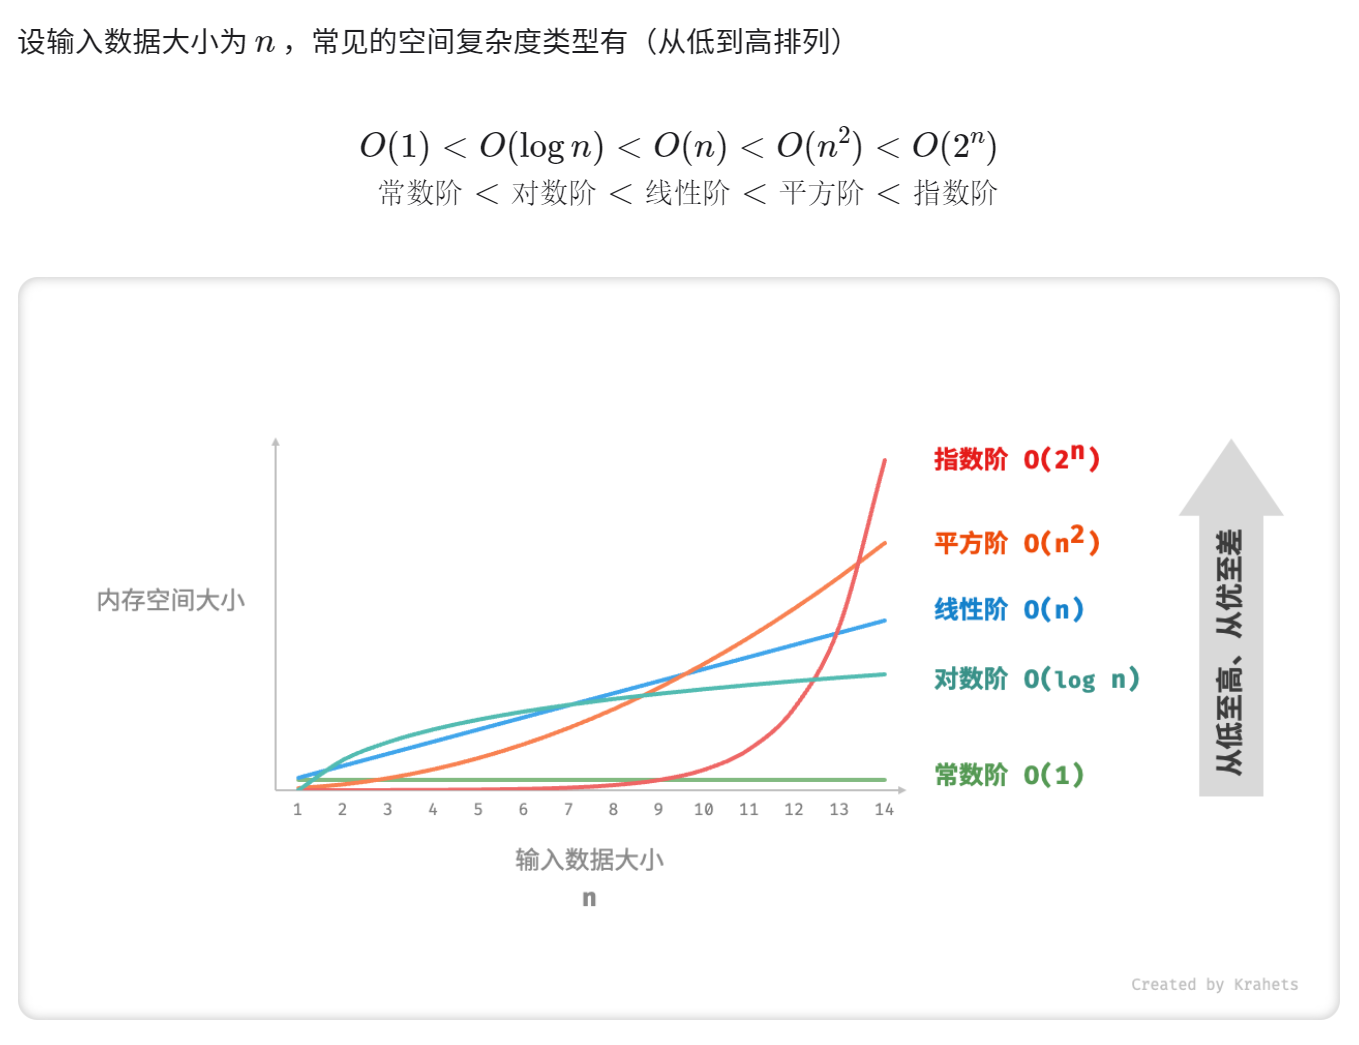 设输入数据大小为 n ，常见的空间复杂度类型有（从低到高排列）
O(1) < O(log n) < O(n) < O(n²) < O(2ⁿ)
常数阶 < 对数阶 < 线性阶 < 平方阶 < 指数阶
指数阶 O(2ⁿ)
平方阶 O(n²)
线性阶 O(n)
对数阶 O(log n)
常数阶 O(1)
从低至高、从优至差
内存空间大小
1 2 3 4 5 6 7 8 9 10 11 12 13 14
输入数据大小
n
Created by Krahets